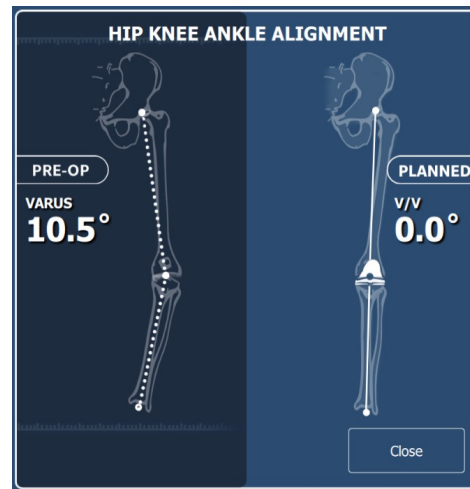 HIP KNEE ANKLE ALIGNMENT
PRE-OP
VARUS
10.5°
PLANNED
V/V
0.0°
Close